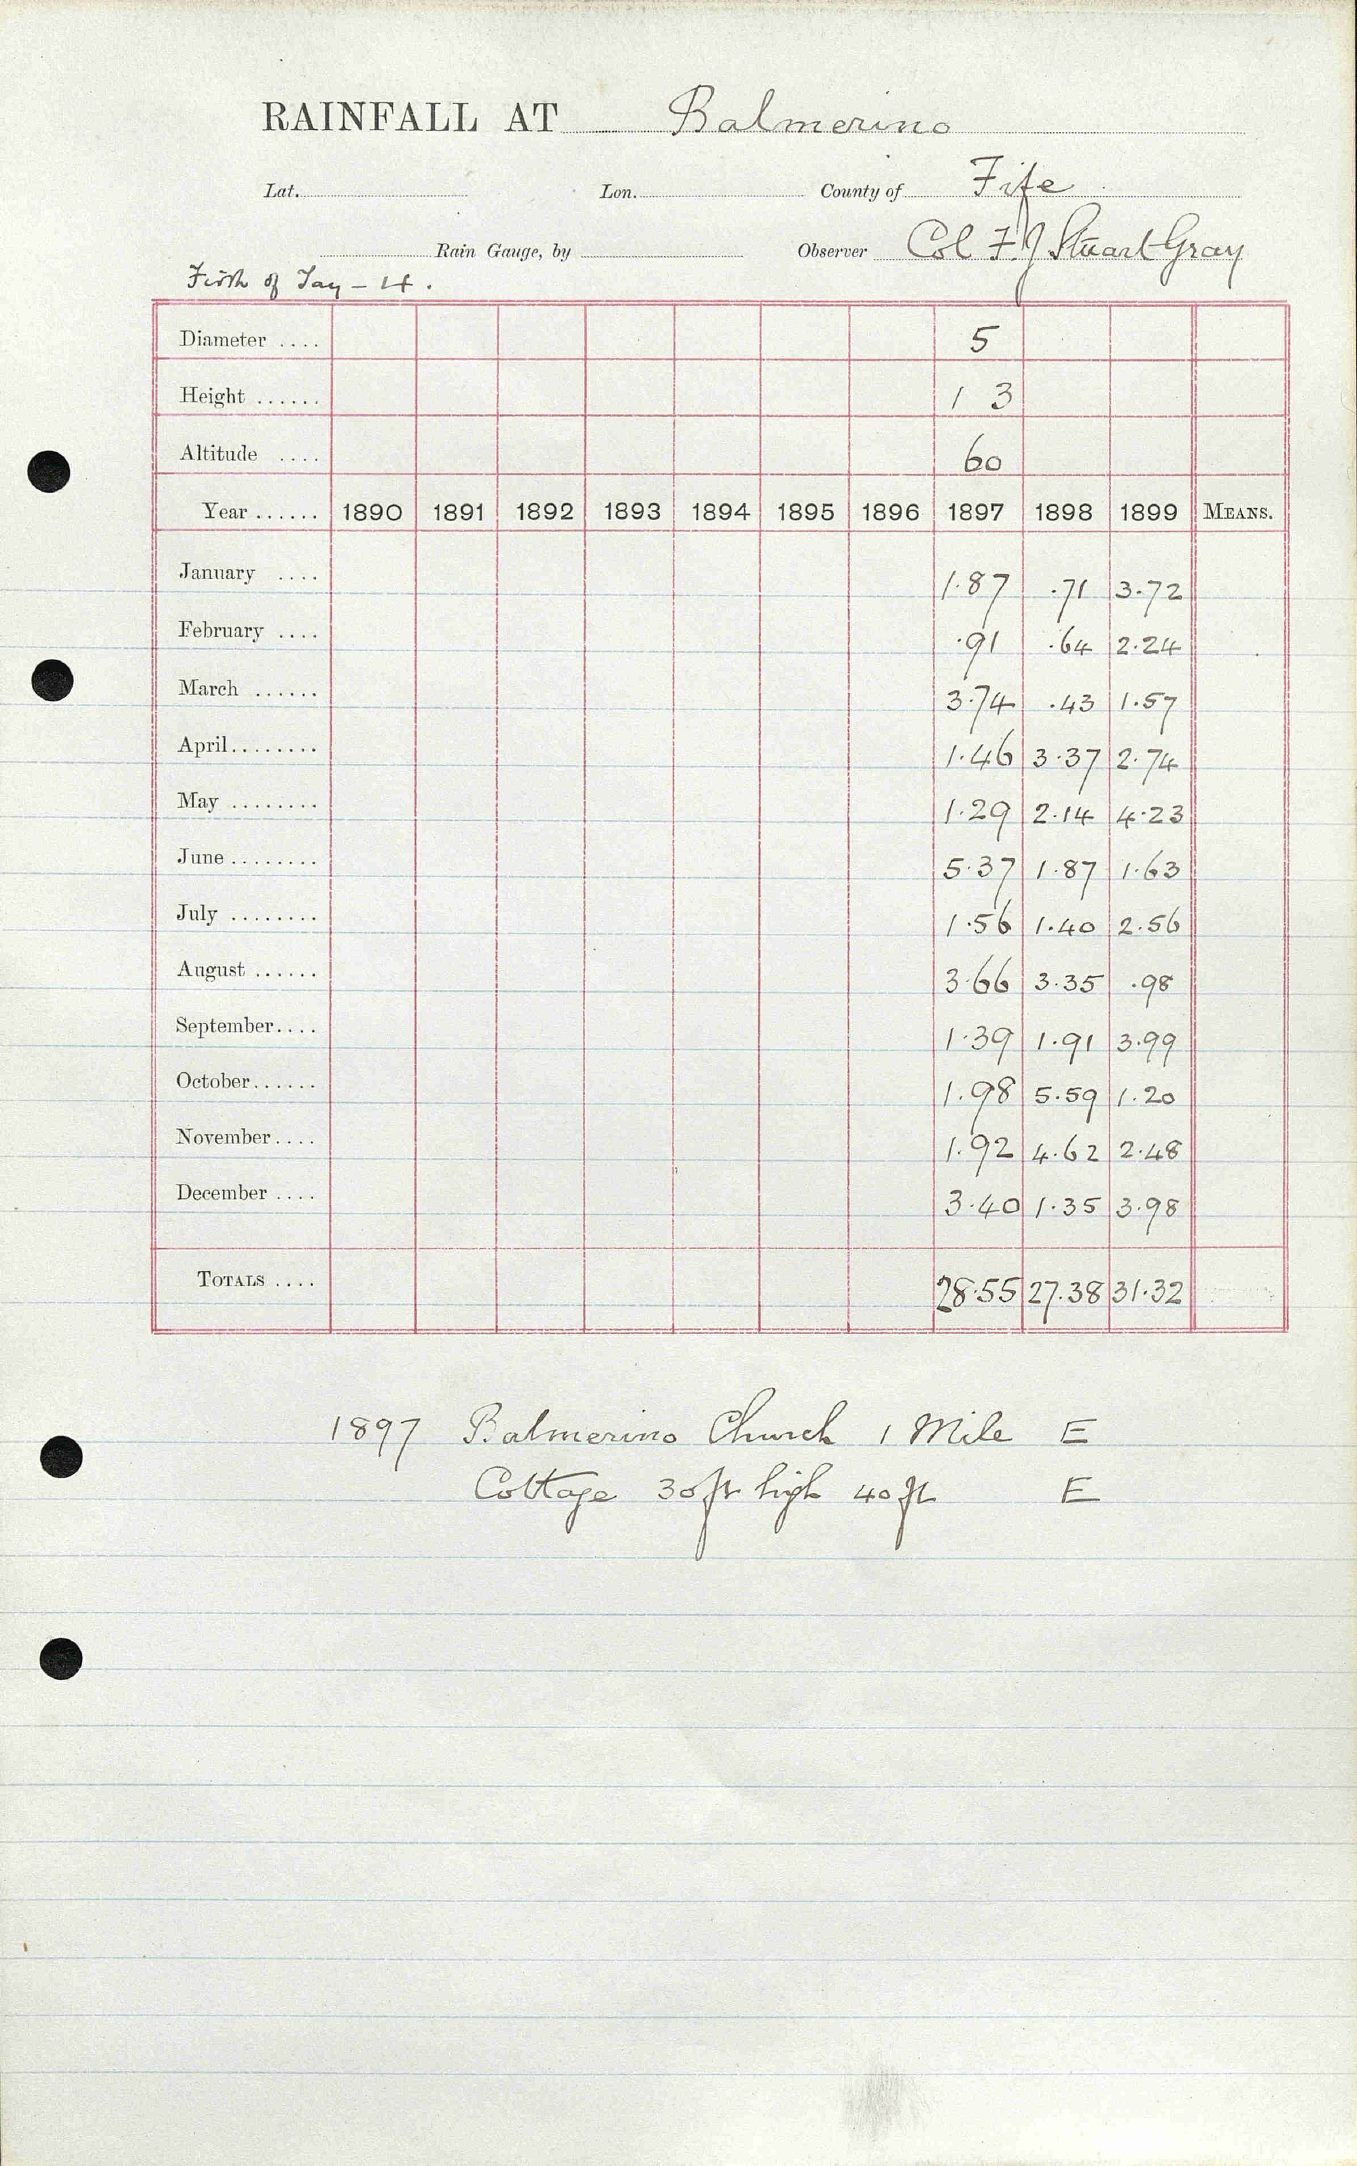 RAINFALL AT Balmerino
Lat. Lon. County of Fife
Rain Gauge, by Observer Col F. J Stuart Gray
Firth of Tay - 14.
Diameter .... 5
Height ...... 1 3
Altitude .... 60
Year ...... 1890 1891 1892 1893 1894 1895 1896 1897 1898 1899 MEANS.
January .... 1.87 .71 3.72
February .... .91 .64 2.24
March ...... 3.74 .43 1.57
April........ 1.46 3.37 2.74
May ........ 1.29 2.14 4.23
June ........ 5.37 1.87 1.63
July ........ 1.56 1.40 2.56
August ...... 3.66 3.35 .98
September.... 1.39 1.91 3.99
October...... 1.98 5.59 1.20
November.... 1.92 4.62 2.48
December .... 3.40 1.35 3.98
TOTALS .... 28.55 27.38 31.32
1897 Balmerino Church 1 Mile E
Cottage 30 ft high 40 ft E